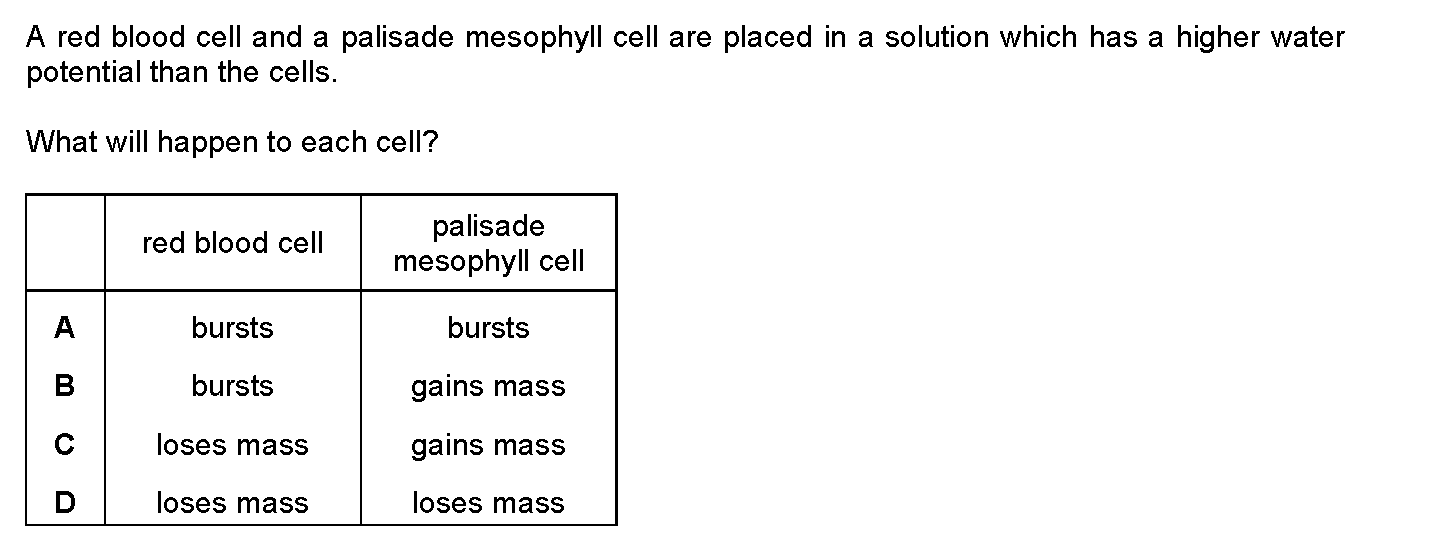 A red blood cell and a palisade mesophyll cell are placed in a solution which has a higher water
potential than the cells.
What will happen to each cell?
red blood cell palisade mesophyll cell
A bursts bursts
B bursts gains mass
C loses mass gains mass
D loses mass loses mass